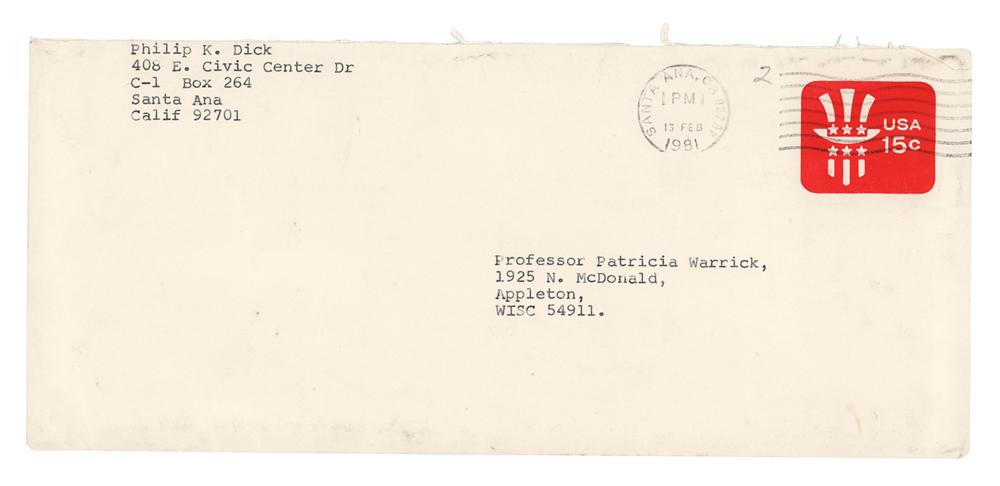 Philip K. Dick
408 E. Civic Center Dr
C-1 Box 264
Santa Ana
Calif 92701
SANTA ANA, CA
PM
13 FEB
1981
2
USA
15c
Professor Patricia Warrick,
1925 N. McDonald,
Appleton,
WISC 54911.